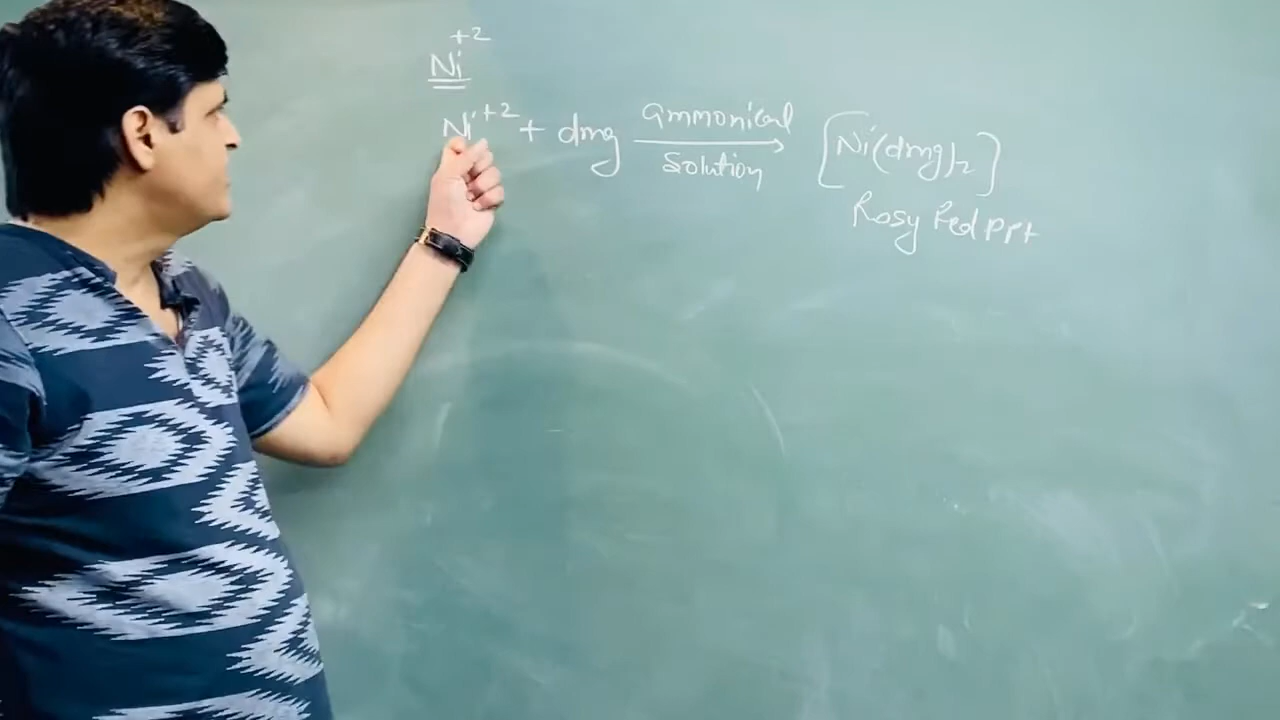 Ni+2
Ni+2 + dmg ammonical solution → [Ni(dmg)2]
Rosy Red PPt